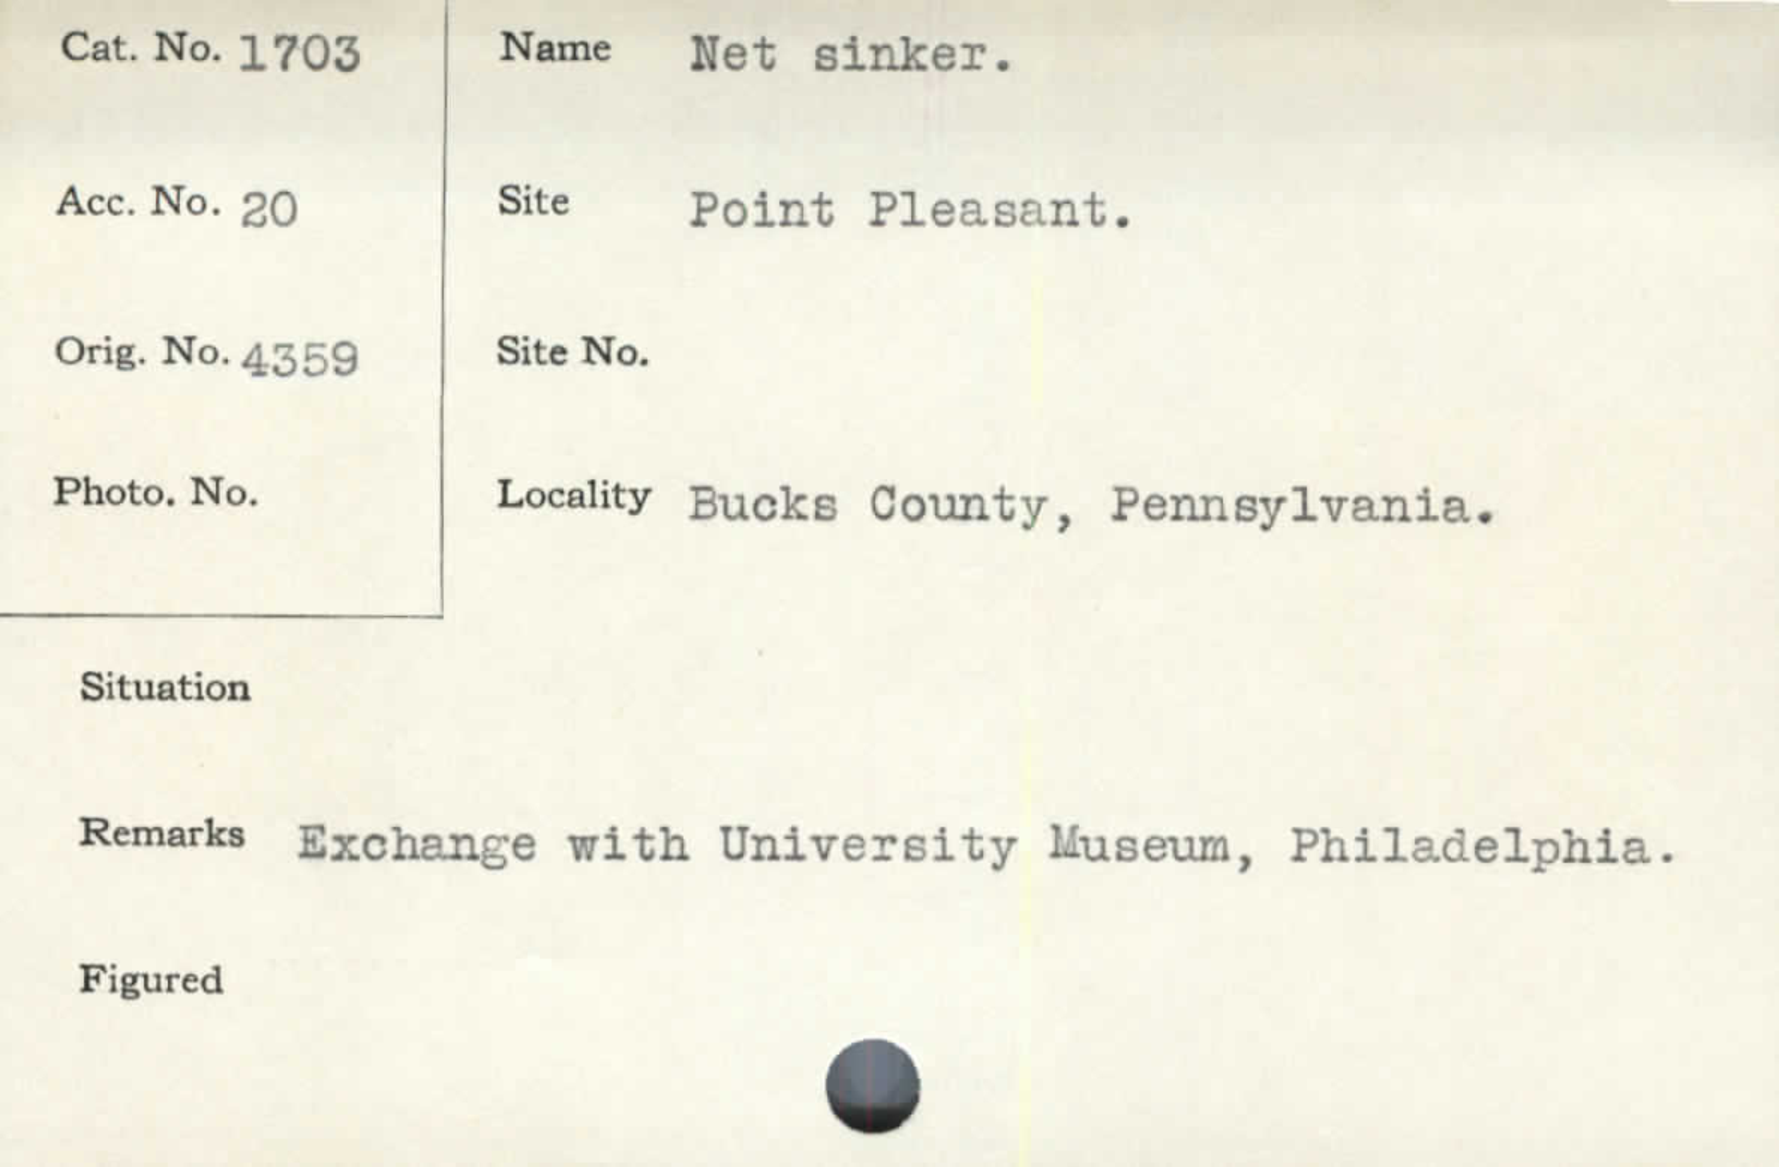 Cat. No. 1703
Acc. No. 20
Orig. No. 4359
Photo. No.
Name Net sinker.
Site Point Pleasant.
Site No.
Locality Bucks County, Pennsylvania.
Situation
Remarks Exchange with University Museum, Philadelphia.
Figured